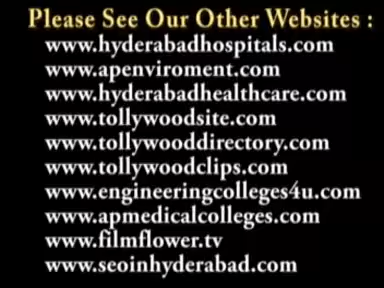 Please See Our Other Websites :
www.hyderabadhospitals.com
www.apenviroment.com
www.hyderabadhealthcare.com
www.tollywoodsite.com
www.tollywooddirectory.com
www.tollywoodclips.com
www.engineeringcolleges4u.com
www.apmedicalcolleges.com
www.filmflower.tv
www.seoinhyderabad.com